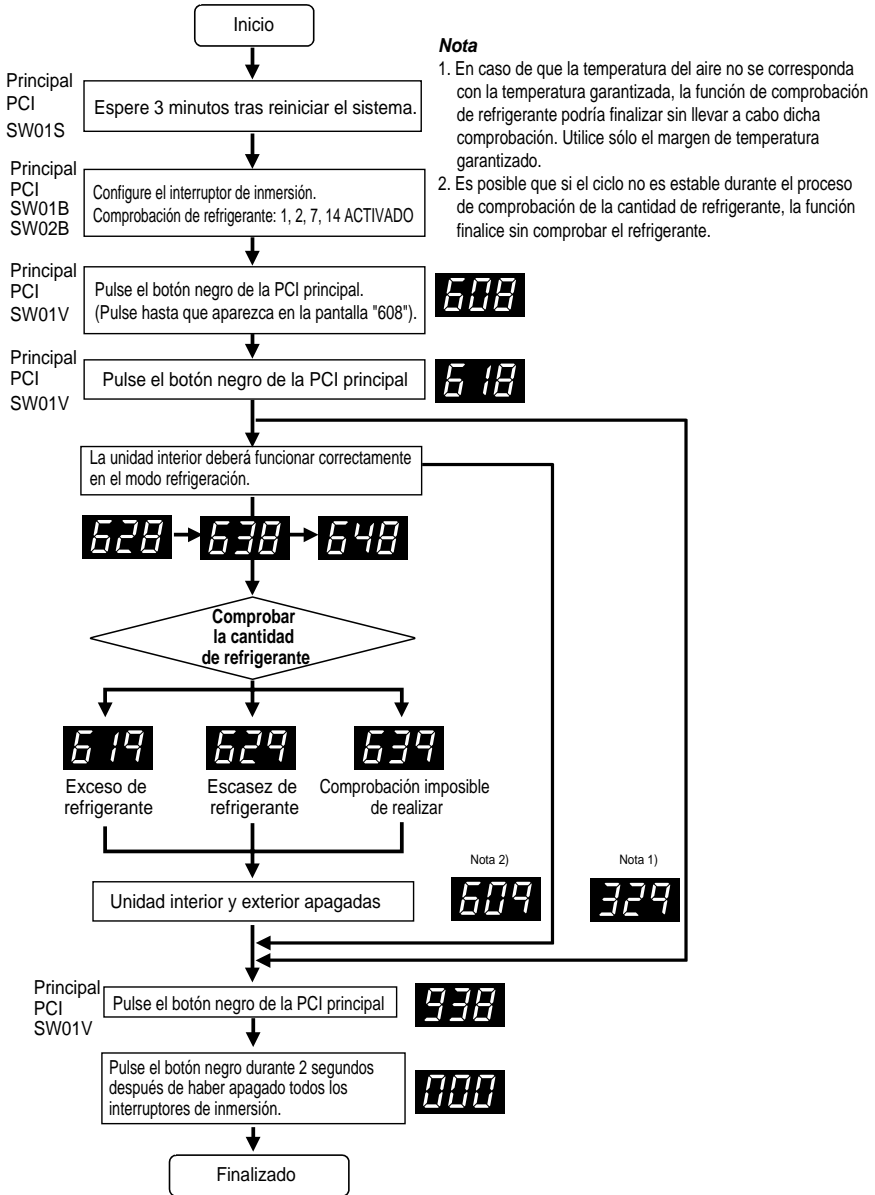 Inicio
Nota
1. En caso de que la temperatura del aire no se corresponda
con la temperatura garantizada, la función de comprobación
de refrigerante podría finalizar sin llevar a cabo dicha
comprobación. Utilice sólo el margen de temperatura
garantizado.
2. Es posible que si el ciclo no es estable durante el proceso
de comprobación de la cantidad de refrigerante, la función
finalice sin comprobar el refrigerante.
Principal
PCI
SW01S
Espere 3 minutos tras reiniciar el sistema.
Principal
PCI
SW01B
SW02B
Configure el interruptor de inmersión.
Comprobación de refrigerante: 1, 2, 7, 14 ACTIVADO
Principal
PCI
SW01V
Pulse el botón negro de la PCI principal.
(Pulse hasta que aparezca en la pantalla "608").
608
Principal
PCI
SW01V
Pulse el botón negro de la PCI principal
618
La unidad interior deberá funcionar correctamente
en el modo refrigeración.
628 638 648
Comprobar
la cantidad
de refrigerante
619 629 639
Exceso de
refrigerante
Escasez de
refrigerante
Comprobación imposible
de realizar
Nota 2)
Nota 1)
Unidad interior y exterior apagadas
609
329
Principal
PCI
SW01V
Pulse el botón negro de la PCI principal
938
Pulse el botón negro durante 2 segundos
después de haber apagado todos los
interruptores de inmersión.
000
Finalizado